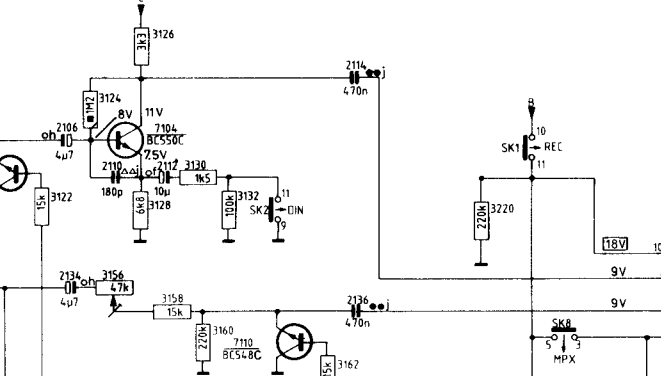 3k3 3126
2114 j
470n
1M2 3124
8V 11V
B
10
SK1 REC
11
oh 2106
4µ7
7104
BC550C
7.5V
2110 of 2112 3130
180p 10µ 1k5
3122
15k
6k8 3128
100k 3132
11
SK2 DIN
9
220k 3220
18V 10
9V
2134 oh 3156
4µ7 47k
3158
15k
2136 j
470n
9V
220k 3160
7110
BC548C
15k 3162
SK8
5 3
MPX